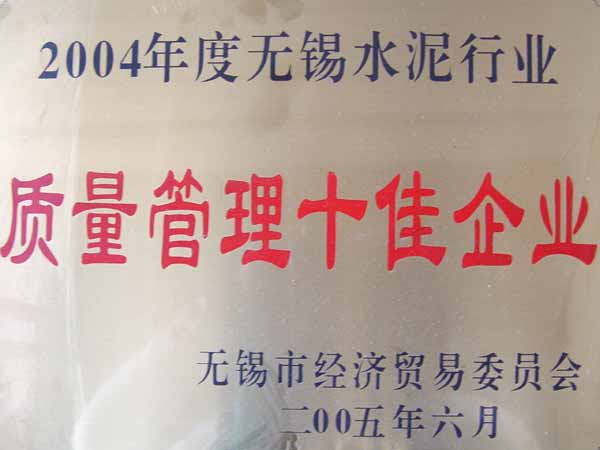 2004年度无锡水泥行业
质量管理十佳企业
无锡市经济贸易委员会
二00五年六月